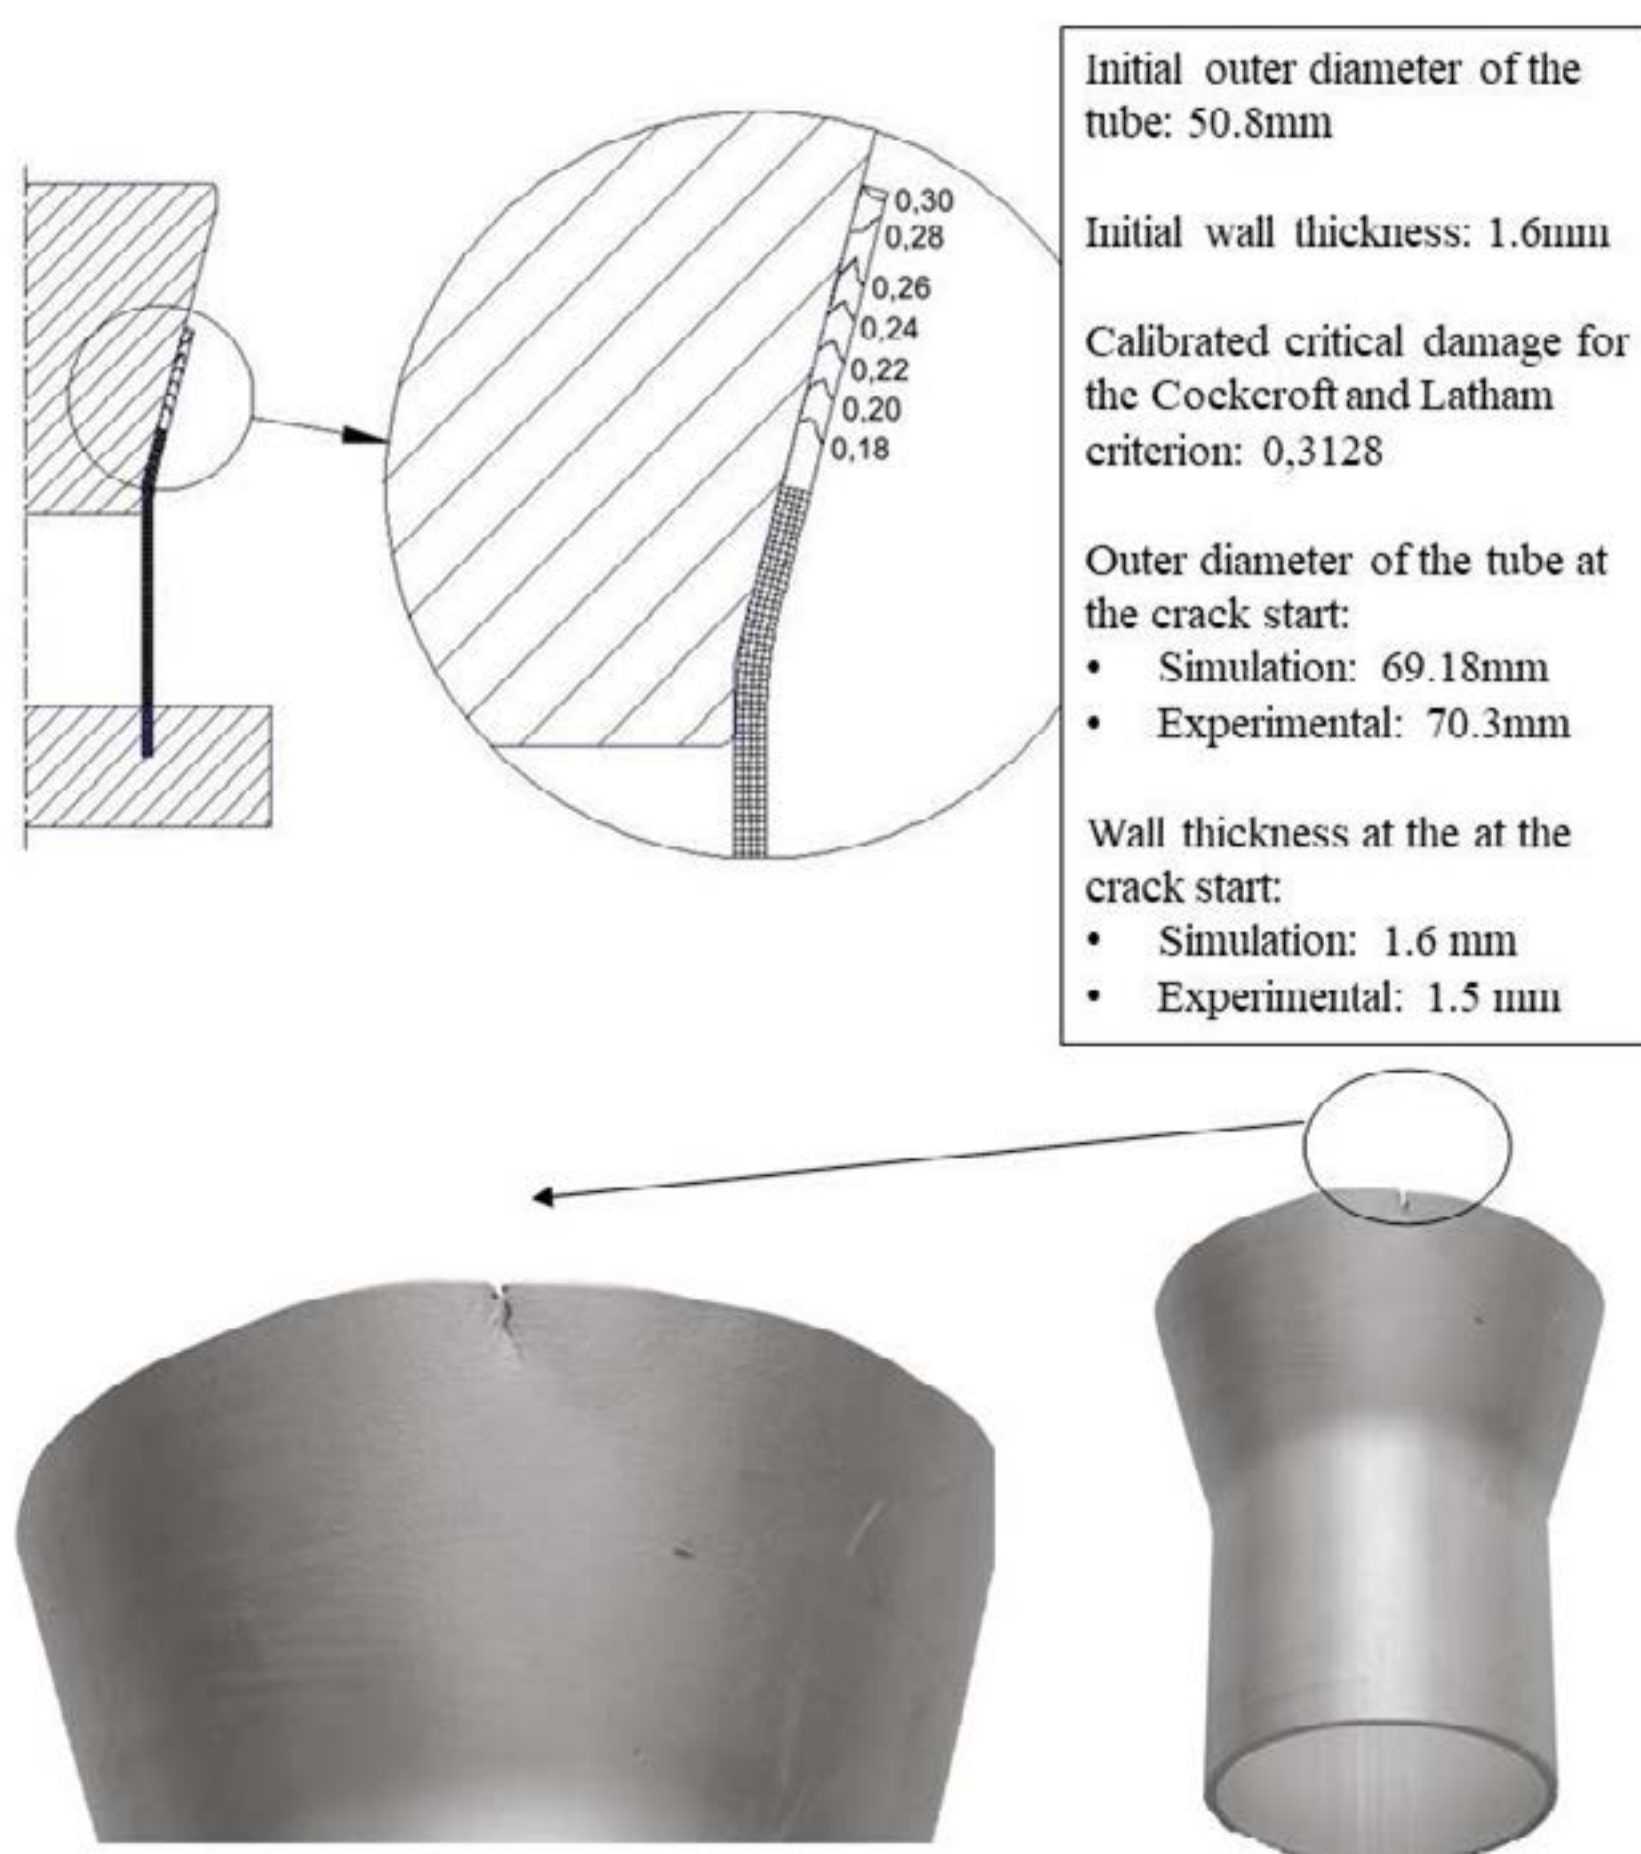 Initial outer diameter of the
tube: 50.8mm
Initial wall thickness: 1.6mm
Calibrated critical damage for
the Cockcroft and Latham
criterion: 0,3128
Outer diameter of the tube at
the crack start:
• Simulation: 69.18mm
• Experimental: 70.3mm
Wall thickness at the at the
crack start:
• Simulation: 1.6 mm
• Experimental: 1.5 mm
0,30
0,28
0,26
0,24
0,22
0.20
0,18